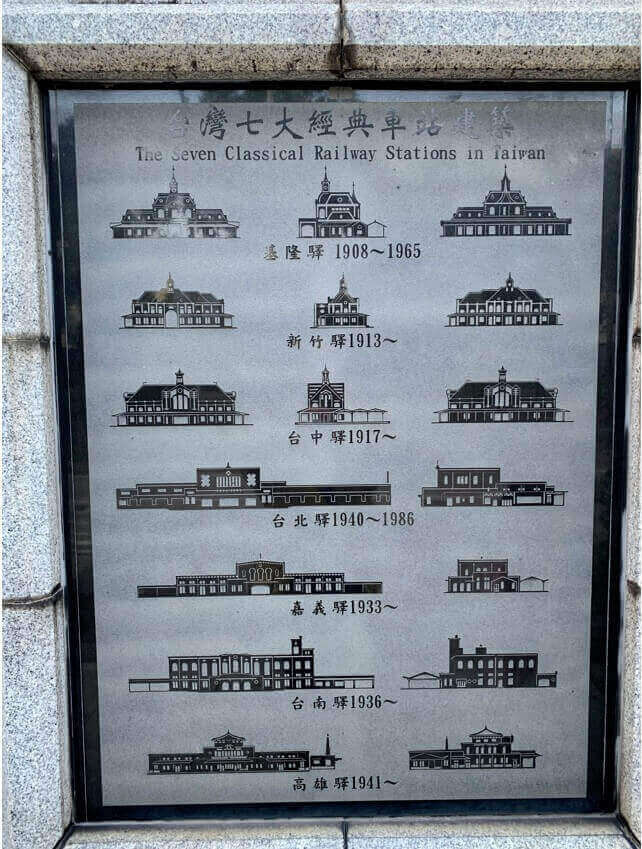 台灣七大經典車站建築
The Seven Classical Railway Stations in Taiwan
基隆驛 1908～1965
新竹驛1913～
台中驛1917～
台北驛1940～1986
嘉義驛1933～
台南驛1936～
高雄驛1941～